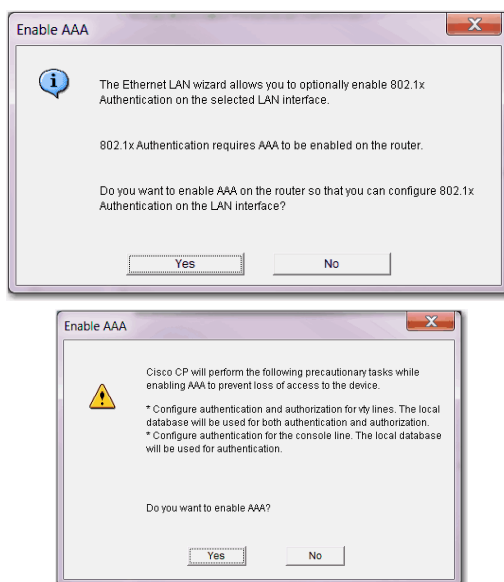 Enable AAA
The Ethernet LAN wizard allows you to optionally enable 802.1x
Authentication on the selected LAN interface.
802.1x Authentication requires AAA to be enabled on the router.
Do you want to enable AAA on the router so that you can configure 802.1x
Authentication on the LAN interface?
Yes No
Enable AAA
Cisco CP will perform the following precautionary tasks while
enabling AAA to prevent loss of access to the device.
* Configure authentication and authorization for vty lines. The local
database will be used for both authentication and authorization.
* Configure authentication for the console line. The local database
will be used for authentication.
Do you want to enable AAA?
Yes No